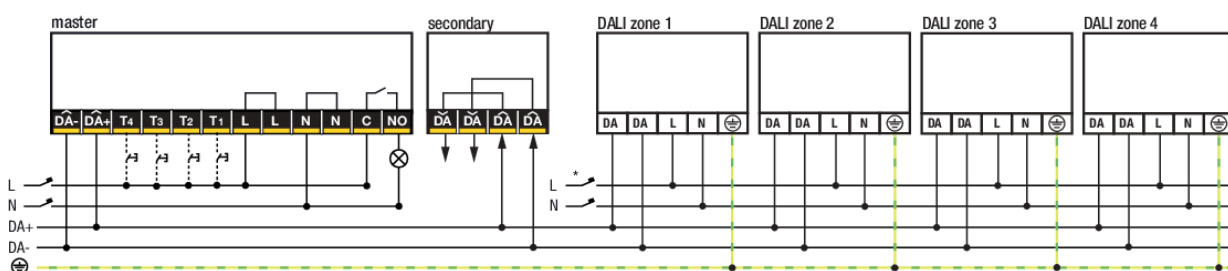 master
secondary
DALI zone 1
DALI zone 2
DALI zone 3
DALI zone 4
DA- DA+ T4 T3 T2 T1 L L N N C NO
DA DA DA DA
DA DA L N
DA DA L N
DA DA L N
DA DA L N
L
N
DA+
DA-
L *
N